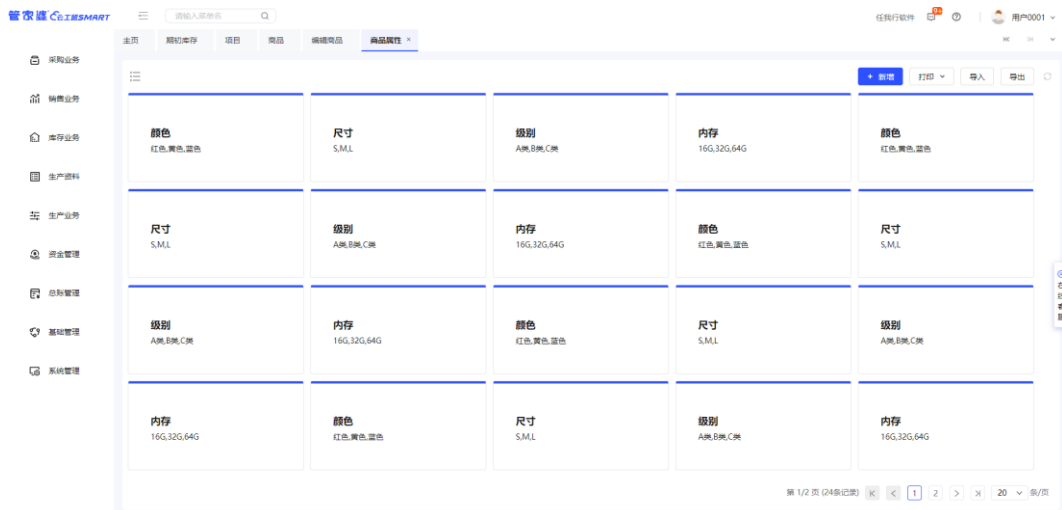 管家婆 工贸SMART
请输入菜单名
任我行软件
9+
用户0001
主页 期初库存 项目 商品 编辑商品 商品属性 ×
采购业务
销售业务
库存业务
生产资料
生产业务
资金管理
总账管理
基础管理
系统管理
+ 新增 打印 导入 导出
颜色 尺寸 级别 内存 颜色
红色,黄色,蓝色 S,M,L A类,B类,C类 16G,32G,64G 红色,黄色,蓝色
尺寸 级别 内存 颜色 尺寸
S,M,L A类,B类,C类 16G,32G,64G 红色,黄色,蓝色 S,M,L
级别 内存 颜色 尺寸 级别
A类,B类,C类 16G,32G,64G 红色,黄色,蓝色 S,M,L A类,B类,C类
内存 颜色 尺寸 级别 内存
16G,32G,64G 红色,黄色,蓝色 S,M,L A类,B类,C类 16G,32G,64G
第 1/2 页 (24条记录) 1 2 20 条/页